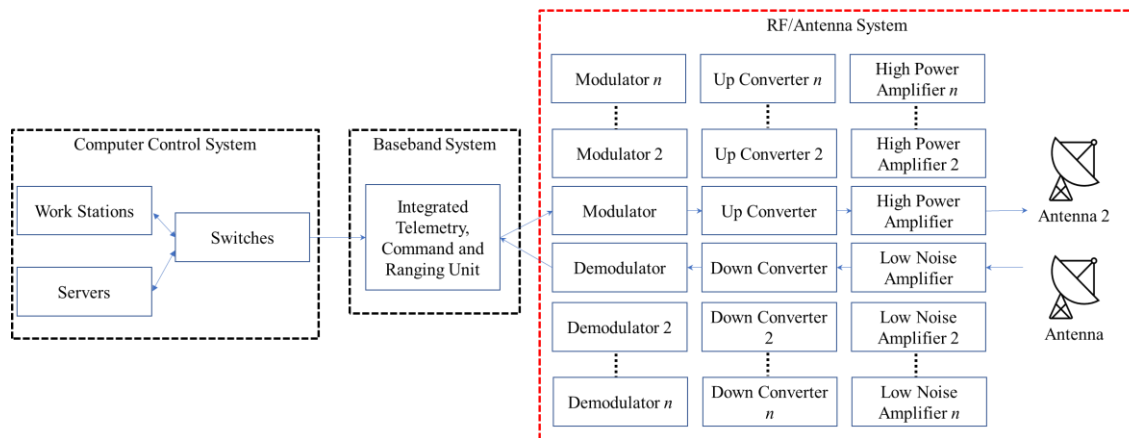 RF/Antenna System
Modulator n
Up Converter n
High Power
Amplifier n
Computer Control System
Baseband System
Modulator 2
Up Converter 2
High Power
Amplifier 2
Work Stations
Switches
Servers
Integrated
Telemetry,
Command and
Ranging Unit
Modulator
Up Converter
High Power
Amplifier
Antenna 2
Demodulator
Down Converter
Low Noise
Amplifier
Antenna
Demodulator 2
Down Converter
2
Low Noise
Amplifier 2
Demodulator n
Down Converter
n
Low Noise
Amplifier n